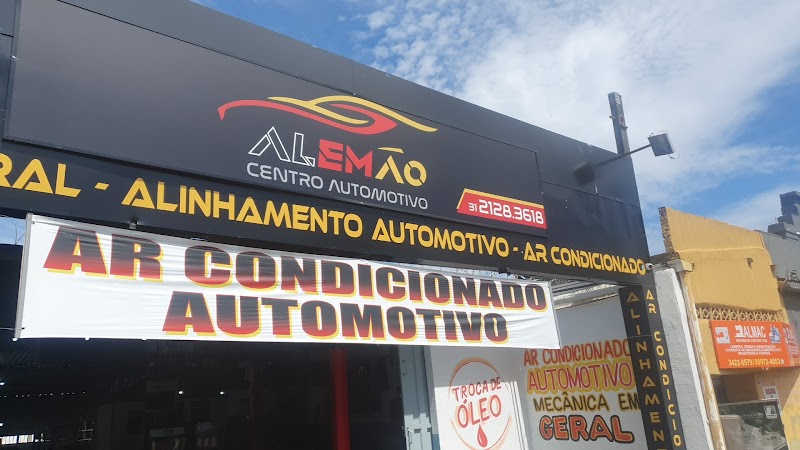 ALEMÃO
CENTRO AUTOMOTIVO
31 2128.3618
RAL - ALINHAMENTO AUTOMOTIVO - AR CONDICIONADO
AR CONDICIONADO
AUTOMOTIVO
TROCA DE
ÓLEO
AR CONDICIONADO
AUTOMOTIVO
MECÂNICA EM
GERAL
ALINHAMEN
AR CONDICIO
ALMAC